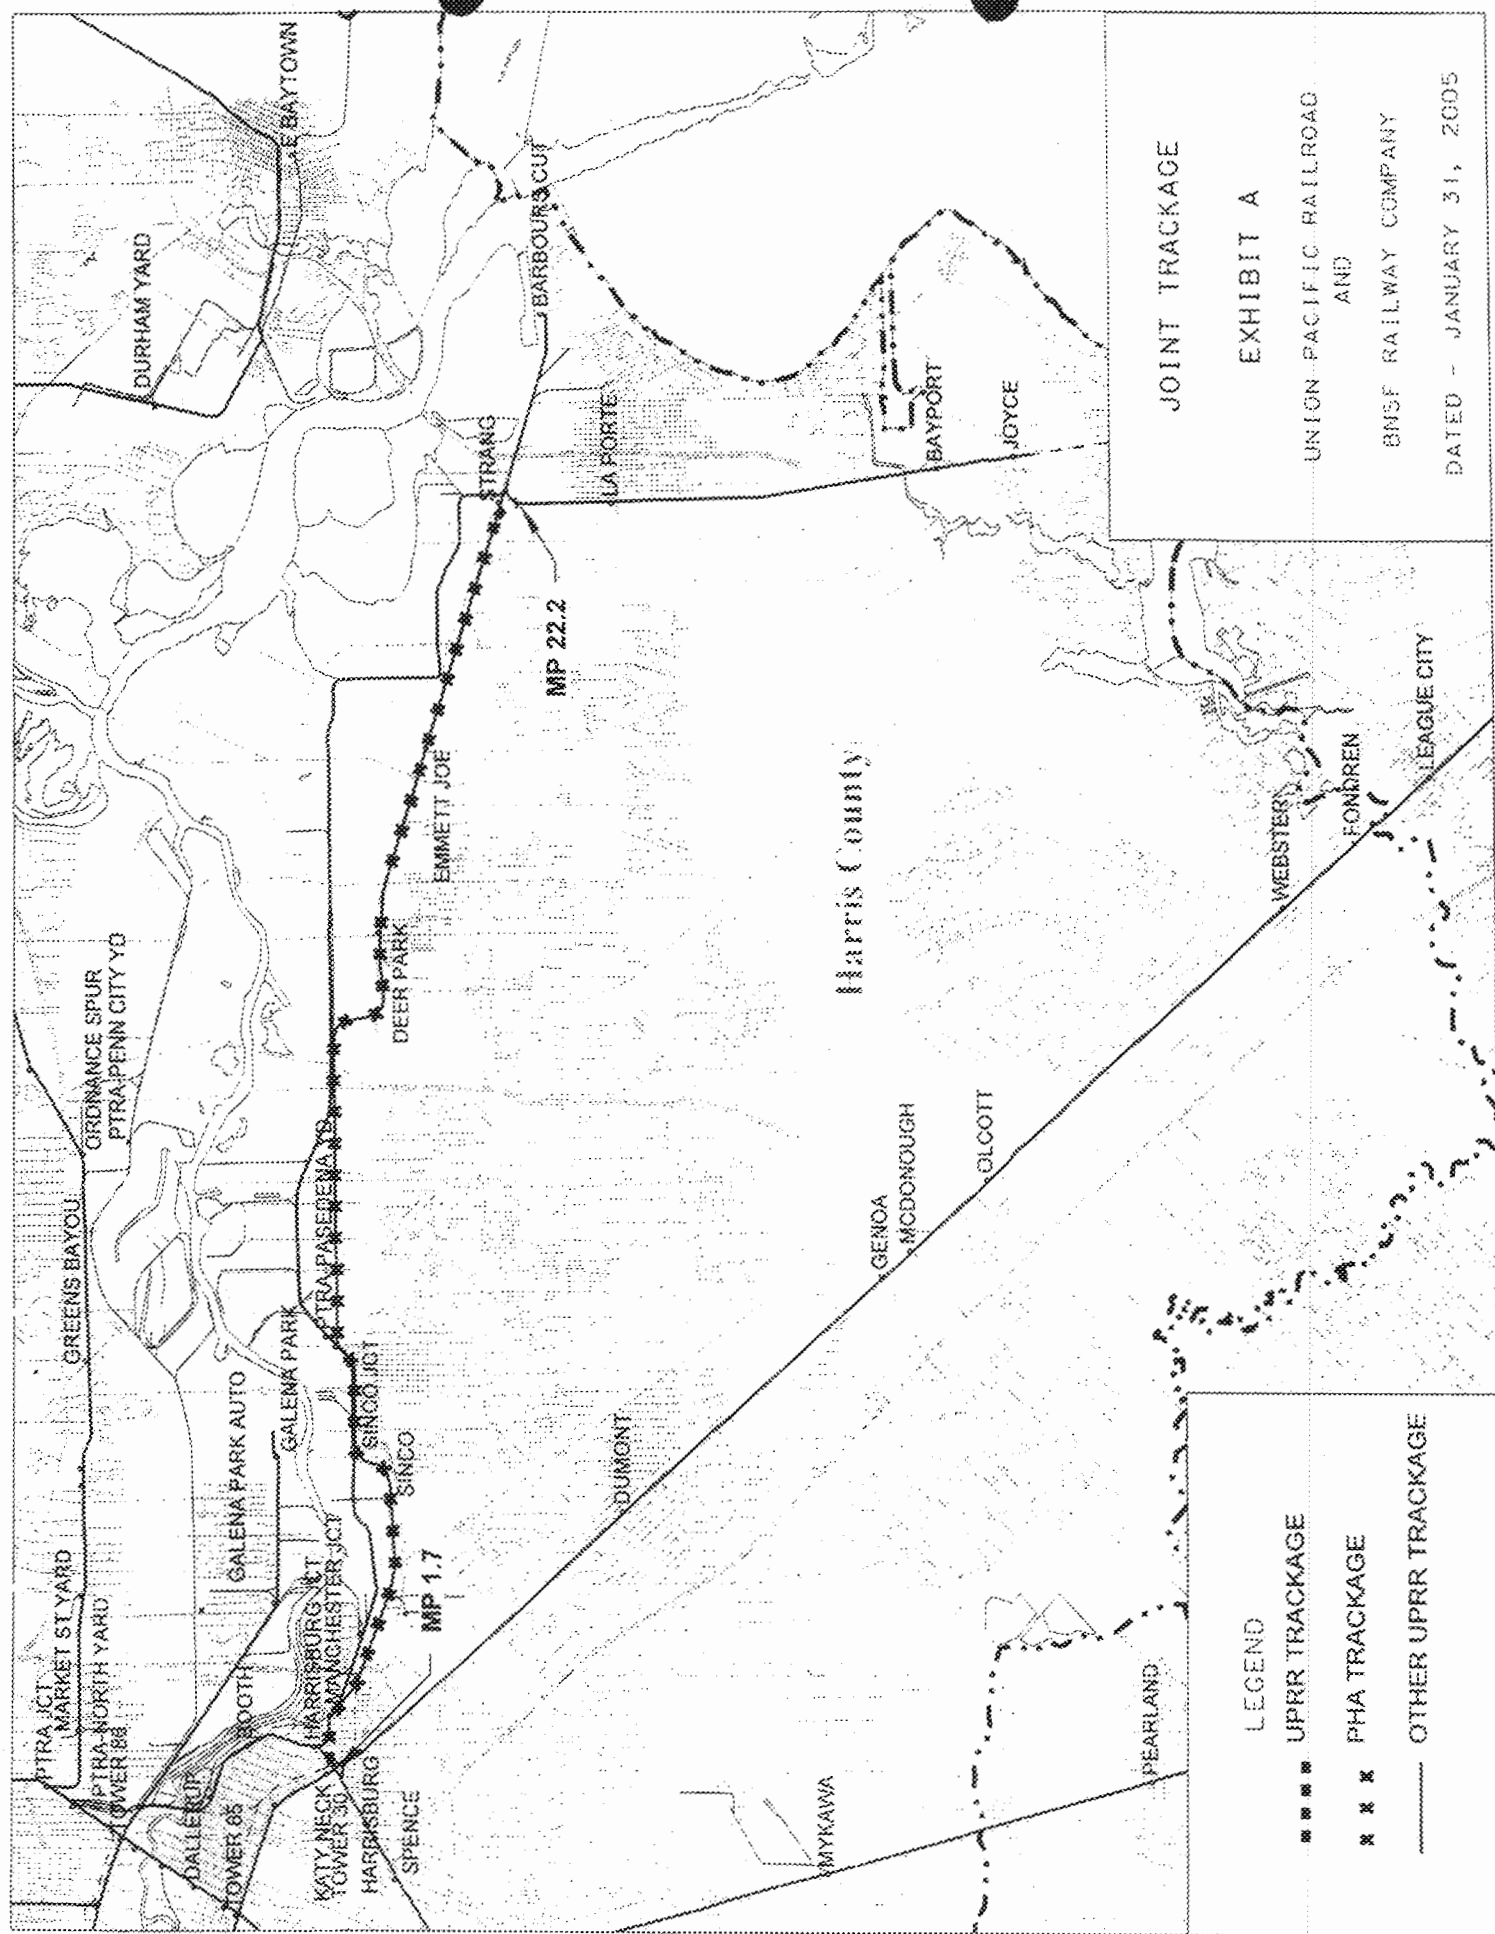 PTRA JCT
MARKET ST YARD
PTRA-NORTH YARD
TOWER 88
GREENS BAYOU
ORDNANCE SPUR
PTRA-PENN CITY YD
DURHAM YARD
E BAYTOWN
DALLERUP
BOOTH
GALENA PARK AUTO
GALENA PARK
TOWER 85
HARRISBURG JCT
MANCHESTER JCT
KATY NECK
TOWER 30
HARRISBURG
SPENCE
SINCO JCT
SINCO
PTRA-PASEDENA YD
DEER PARK
EMMETT JOE
STRANG
BARBOURS CUT
LA PORTE
MP 1.7
MP 22.2
DUMONT
Harris County
GENOA
MCDONOUGH
OLCOTT
BAYPORT
JOYCE
MYKAWA
PEARLAND
WEBSTER
FONDREN
LEAGUE CITY
LEGEND
UPRR TRACKAGE
PHA TRACKAGE
OTHER UPRR TRACKAGE
JOINT TRACKAGE
EXHIBIT A
UNION PACIFIC RAILROAD
AND
BNSF RAILWAY COMPANY
DATED - JANUARY 31, 2005